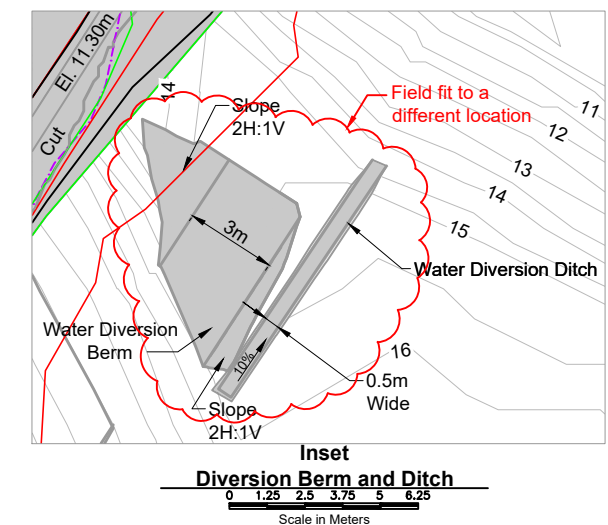 El. 11.30m
Cut
14
Slope
2H:1V
Field fit to a
different location
11
12
13
14
15
3m
Water Diversion Ditch
Water Diversion
Berm
10%
16
0.5m
Wide
Slope
2H:1V
Inset
Diversion Berm and Ditch
0 1.25 2.5 3.75 5 6.25
Scale in Meters